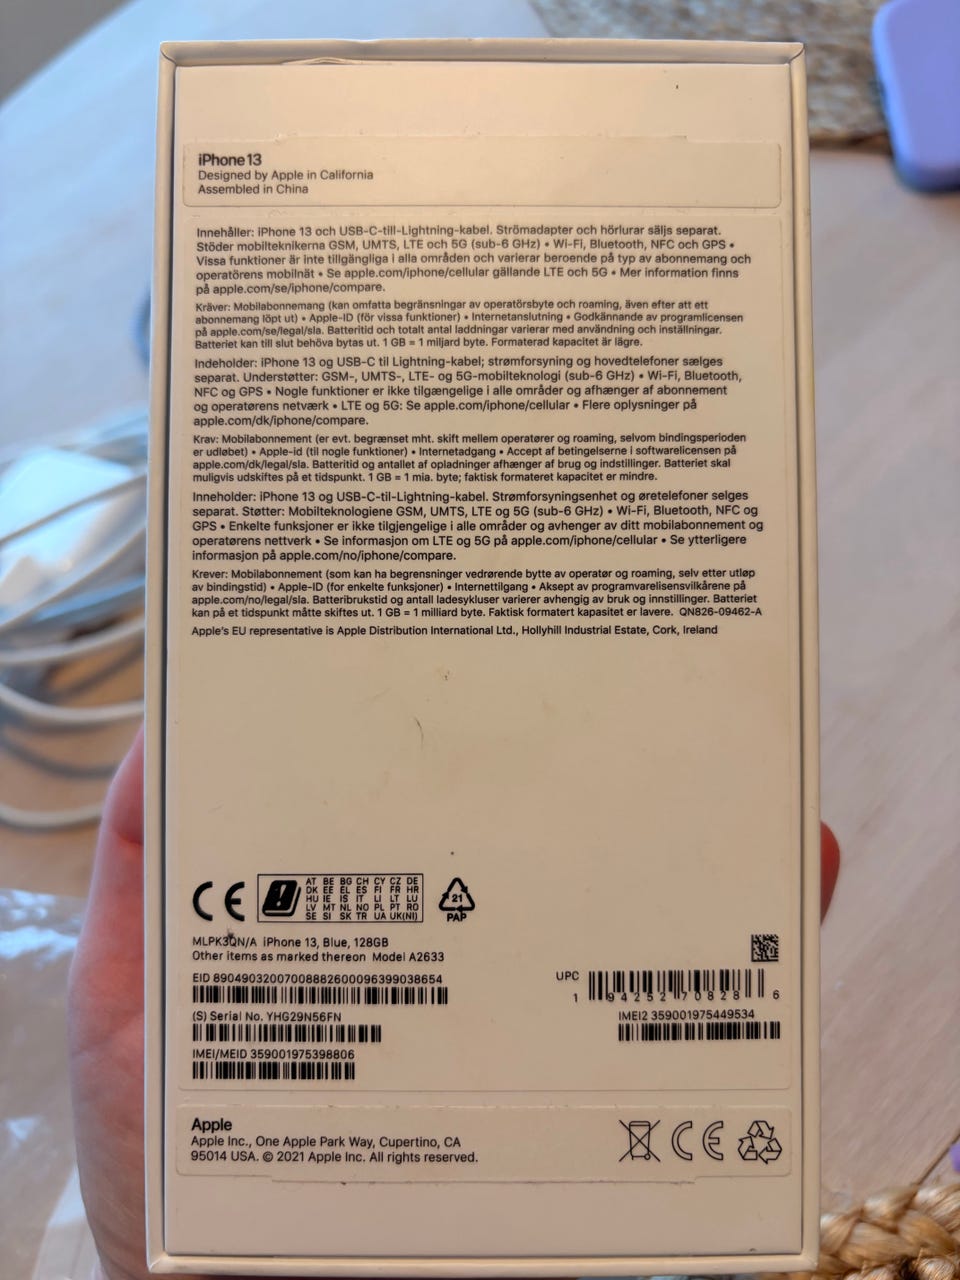 iPhone 13
Designed by Apple in California
Assembled in China
Innehåller: iPhone 13 och USB-C-till-Lightning-kabel. Strömadapter och hörlurar säljs separat.
Stöder mobilteknikerna GSM, UMTS, LTE och 5G (sub-6 GHz) • Wi-Fi, Bluetooth, NFC och GPS •
Vissa funktioner är inte tillgängliga i alla områden och varierar beroende på typ av abonnemang och
operatörens mobilnät • Se apple.com/iphone/cellular gällande LTE och 5G • Mer information finns
på apple.com/se/iphone/compare.
Kräver: Mobilabonnemang (kan omfatta begränsningar av operatörsbyte och roaming, även efter att ett
abonnemang löpt ut) • Apple-ID (för vissa funktioner) • Internetanslutning • Godkännande av programlicensen
på apple.com/se/legal/sla. Batteritid och totalt antal laddningar varierar med användning och inställningar.
Batteriet kan till slut behöva bytas ut. 1 GB = 1 miljard byte. Formaterad kapacitet är lägre.
Indeholder: iPhone 13 og USB-C til Lightning-kabel; strømforsyning og hovedtelefoner sælges
separat. Understøtter: GSM-, UMTS-, LTE- og 5G-mobilteknologi (sub-6 GHz) • Wi-Fi, Bluetooth,
NFC og GPS • Nogle funktioner er ikke tilgængelige i alle områder og afhænger af abonnement
og operatørens netværk • LTE og 5G: Se apple.com/iphone/cellular • Flere oplysninger på
apple.com/dk/iphone/compare.
Krav: Mobilabonnement (er evt. begrænset mht. skift mellem operatører og roaming, selvom bindingsperioden
er udløbet) • Apple-id (til nogle funktioner) • Internetadgang • Accept af betingelserne i softwarelicensen på
apple.com/dk/legal/sla. Batteritid og antallet af opladninger afhænger af brug og indstillinger. Batteriet skal
muligvis udskiftes på et tidspunkt. 1 GB = 1 mia. byte; faktisk formateret kapacitet er mindre.
Inneholder: iPhone 13 og USB-C-til-Lightning-kabel. Strømforsyningsenhet og øretelefoner selges
separat. Støtter: Mobilteknologiene GSM, UMTS, LTE og 5G (sub-6 GHz) • Wi-Fi, Bluetooth, NFC og
GPS • Enkelte funksjoner er ikke tilgjengelige i alle områder og avhenger av ditt mobilabonnement og
operatørens nettverk • Se informasjon om LTE og 5G på apple.com/iphone/cellular • Se ytterligere
informasjon på apple.com/no/iphone/compare.
Krever: Mobilabonnement (som kan ha begrensninger vedrørende bytte av operatør og roaming, selv etter utløp
av bindingstid) • Apple-ID (for enkelte funksjoner) • Internettilgang • Aksept av programvarelisensvilkårene på
apple.com/no/legal/sla. Batteribrukstid og antall ladesykluser varierer avhengig av bruk og innstillinger. Batteriet
kan på et tidspunkt måtte skiftes ut. 1 GB = 1 milliard byte. Faktisk formatert kapasitet er lavere. QN826-09462-A
Apple's EU representative is Apple Distribution International Ltd., Hollyhill Industrial Estate, Cork, Ireland
CE
AT BE BG CH CY CZ DE
DK EE EL ES FI FR HR
HU IE IS IT LI LT LU
LV MT NL NO PL PT RO
SE SI SK TR UA UK(NI)
21
PAP
MLPK3QN/A iPhone 13, Blue, 128GB
Other items as marked thereon Model A2633
EID 89049032007008882600096399038654
UPC
1 94252 70828 6
(S) Serial No. YHG29N56FN
IMEI2 359001975449534
IMEI/MEID 359001975398806
Apple
Apple Inc., One Apple Park Way, Cupertino, CA
95014 USA. © 2021 Apple Inc. All rights reserved.
CE